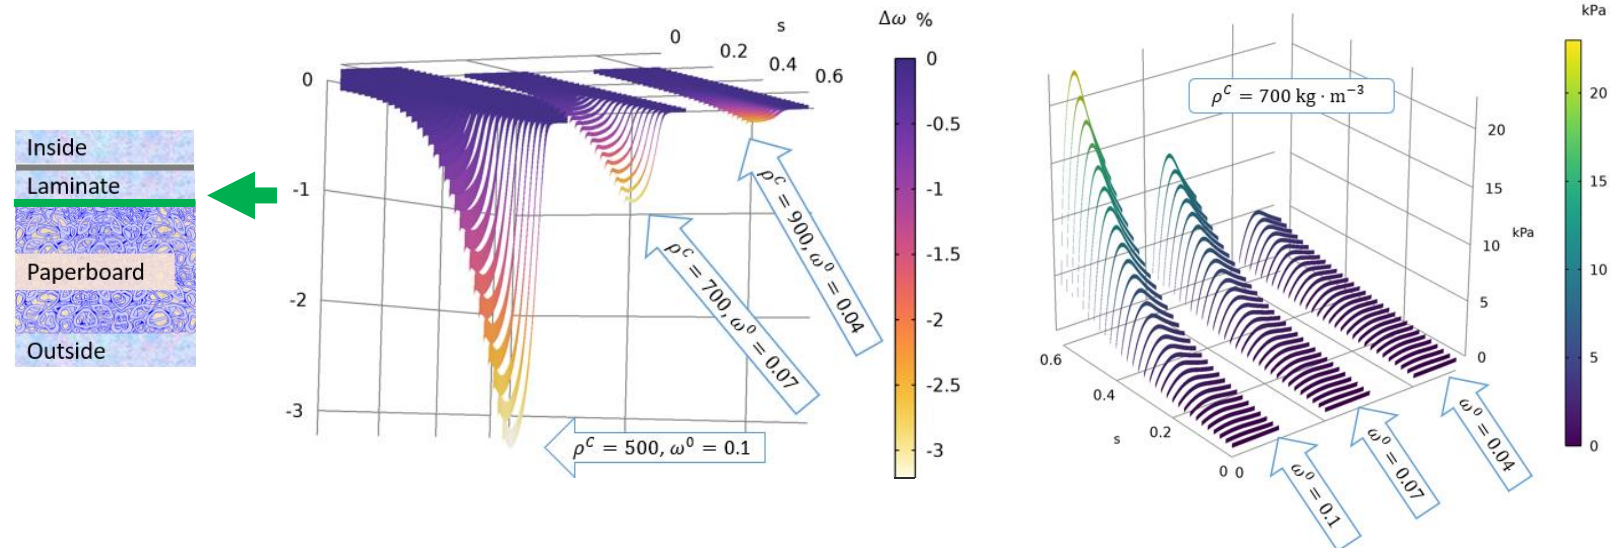 Inside
Laminate
Paperboard
Outside
s
0
0.2
0.4
0.6
0
-1
-2
-3
ρ^C = 900, ω^0 = 0.04
ρ^C = 700, ω^0 = 0.07
ρ^C = 500, ω^0 = 0.1
Δω %
0
-0.5
-1
-1.5
-2
-2.5
-3
ρ^C = 700 kg · m^−3
20
15
10
5
0
kPa
0.6
0.4
0.2
0 0
s
ω^0 = 0.1
ω^0 = 0.07
ω^0 = 0.04
kPa
20
15
10
5
0